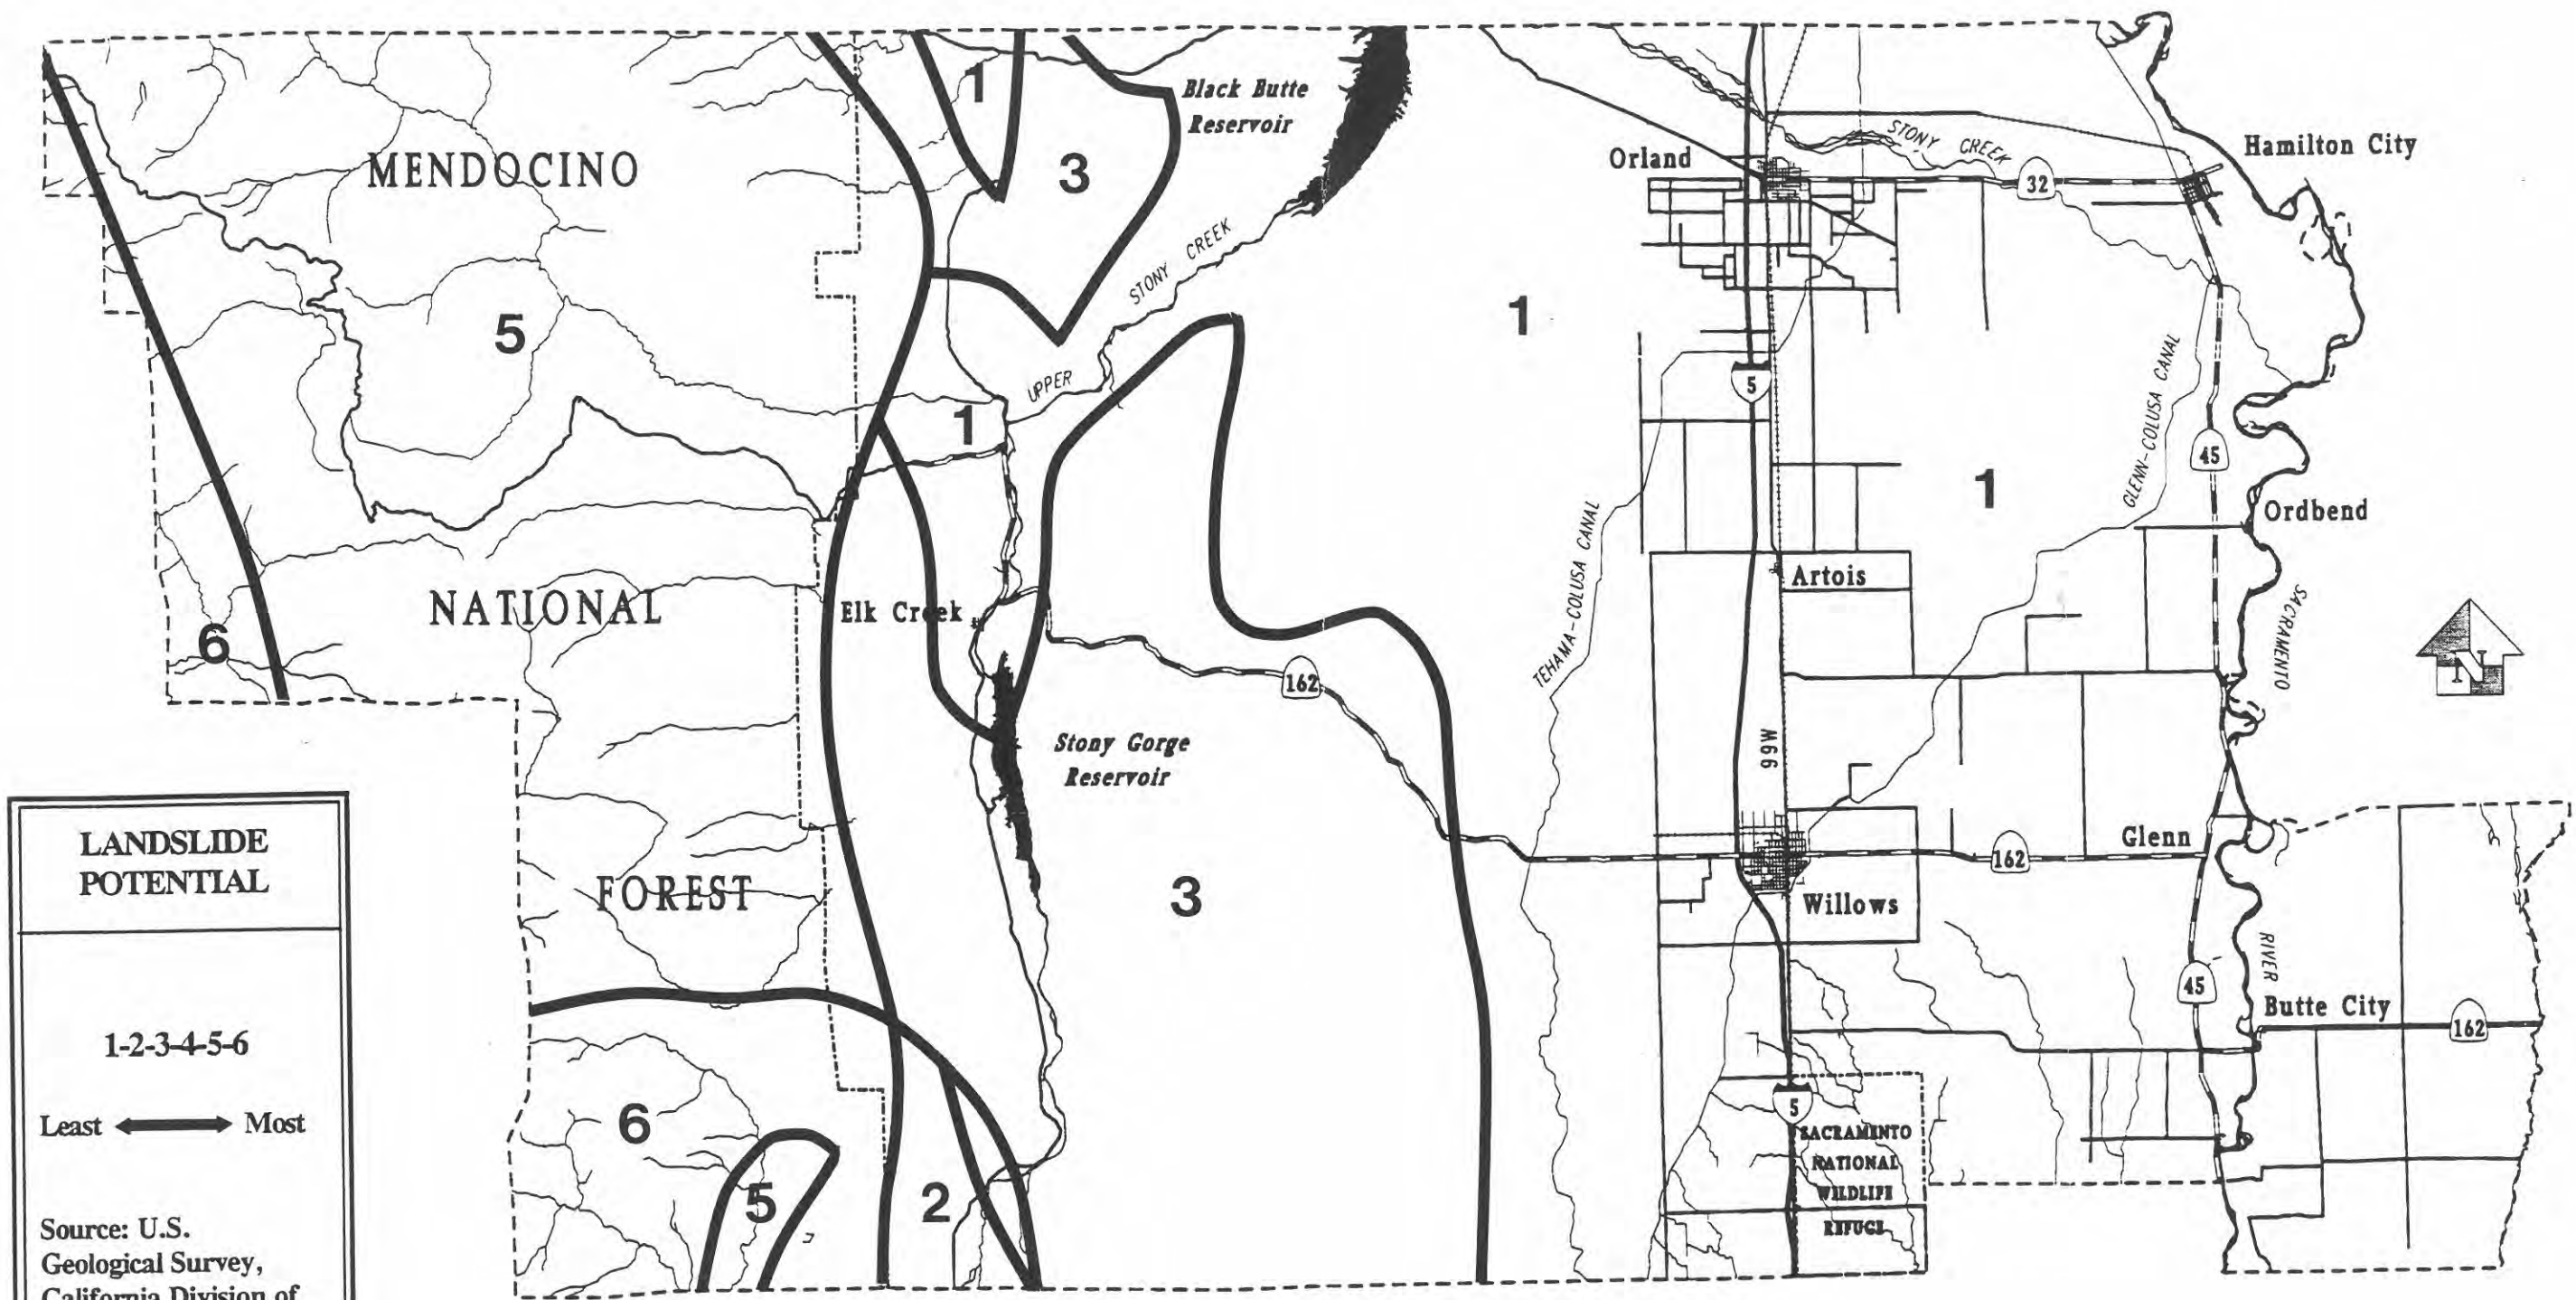 1
3
Black Butte
Reservoir
MENDOCINO
5
STONY CREEK
UPPER
1
1
Orland
STONY CREEK
32
Hamilton City
5
GLENN-COLUSA CANAL
45
1
Ordbend
TEHAMA-COLUSA CANAL
Artois
SACRAMENTO
N
NATIONAL
6
Elk Creek
162
Stony Gorge
Reservoir
99W
3
FOREST
Glenn
162
Willows
RIVER
45
Butte City
162
6
5
2
5
SACRAMENTO
NATIONAL
WILDLIFE
REFUGE
LANDSLIDE
POTENTIAL
1-2-3-4-5-6
Least Most
Source: U.S.
Geological Survey,
California Division of